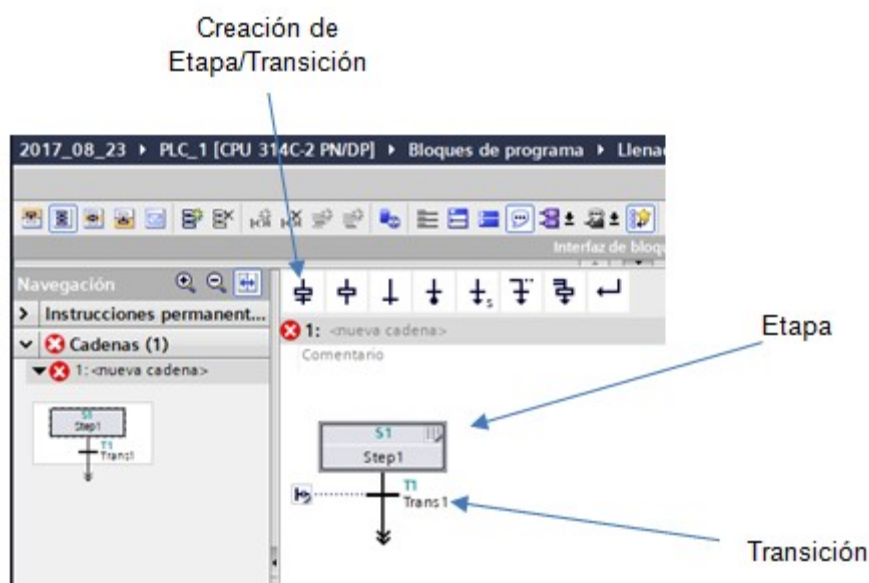 Creación de
Etapa/Transición
2017_08_23 ▸ PLC_1 [CPU 314C-2 PN/DP] ▸ Bloques de programa ▸ Llena
Interfaz de bloq
Navegación
Instrucciones permanent...
Cadenas (1)
1: <nueva cadena>
S1
Step1
T1
Trans1
1: <nueva cadena>
Comentario
S1
Step1
T1
Trans1
Etapa
Transición